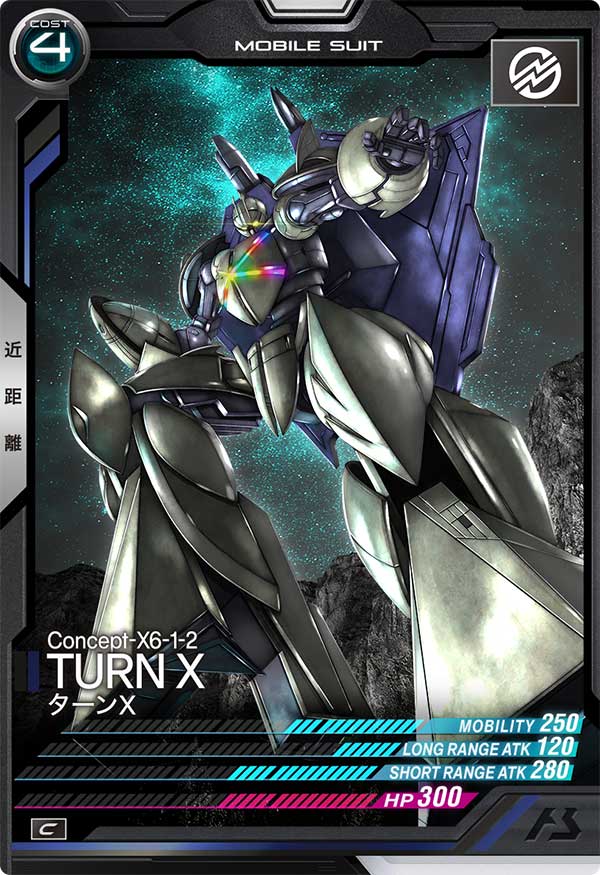 COST
4
MOBILE SUIT
近距離
Concept-X6-1-2
TURN X
ターンX
MOBILITY 250
LONG RANGE ATK 120
SHORT RANGE ATK 280
HP 300
C